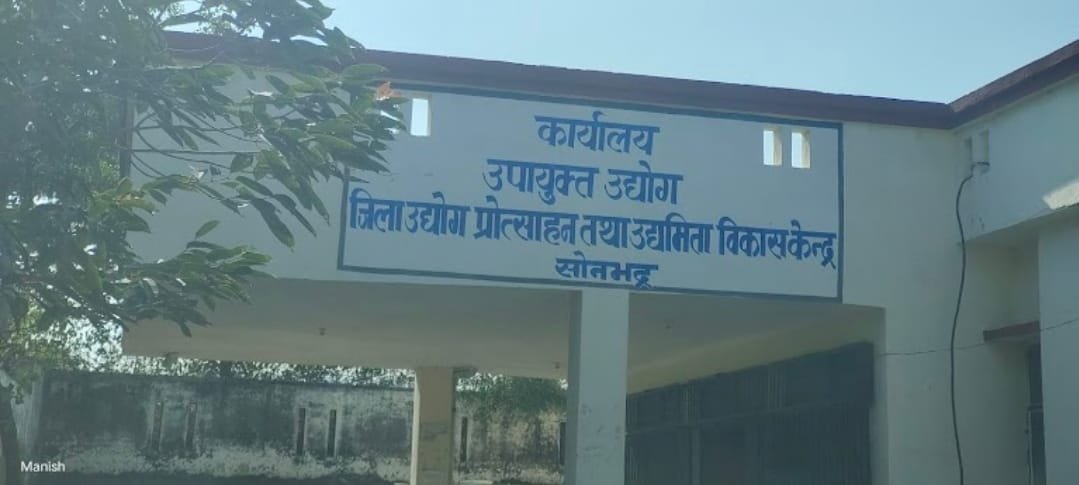 कार्यालय
उपायुक्त उद्योग
जिला उद्योग प्रोत्साहन तथा उद्यमिता विकास केन्द्र
सोनभद्र
Manish